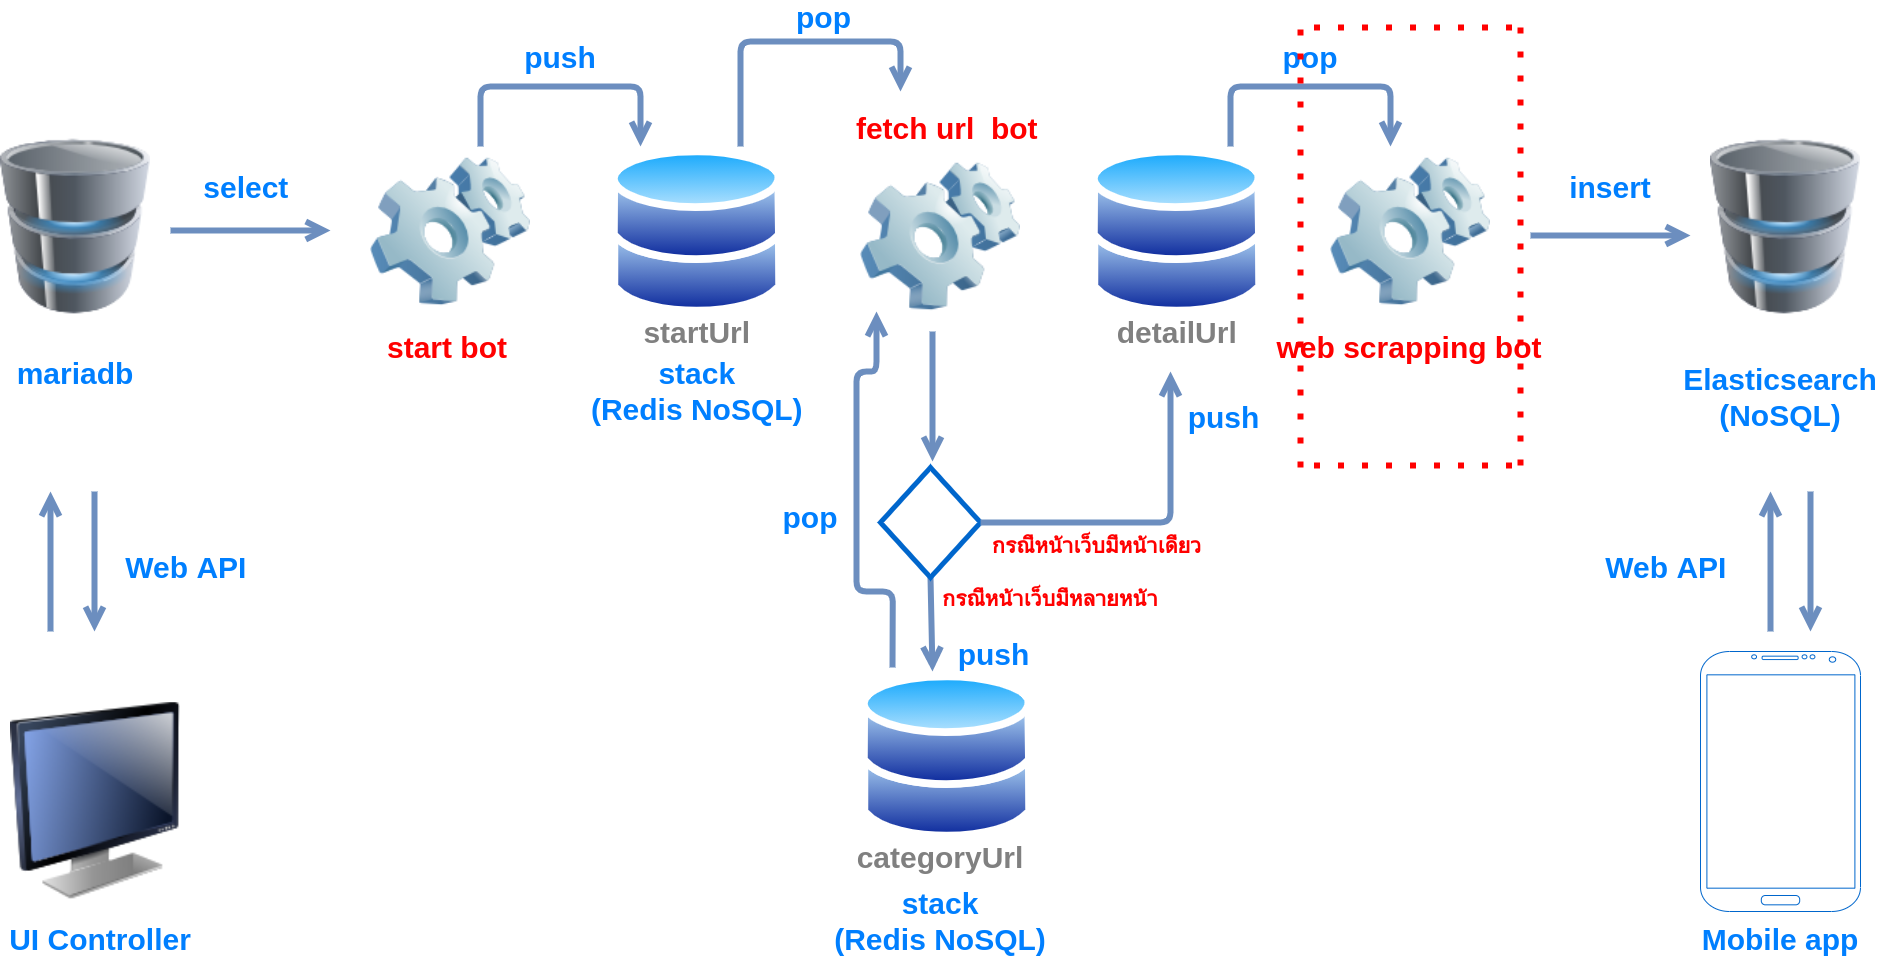 pop
push
pop
fetch url  bot
select
insert
startUrl
detailUrl
start bot
web scrapping bot
mariadb
stack
(Redis NoSQL)
Elasticsearch
(NoSQL)
push
pop
กรณีหน้าเว็บมีหน้าเดียว
Web API
Web API
กรณีหน้าเว็บมีหลายหน้า
push
categoryUrl
stack
(Redis NoSQL)
UI Controller
Mobile app